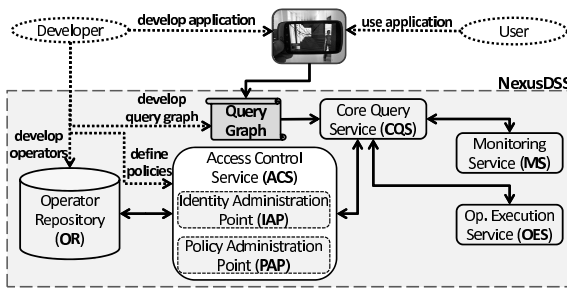 Developer
develop application
use application
User
NexusDSS
develop
query graph
Query
Graph
Core Query
Service (CQS)
Monitoring
Service (MS)
develop
operators
define
policies
Access Control
Service (ACS)
Identity Administration
Point (IAP)
Policy Administration
Point (PAP)
Operator
Repository
(OR)
Op. Execution
Service (OES)